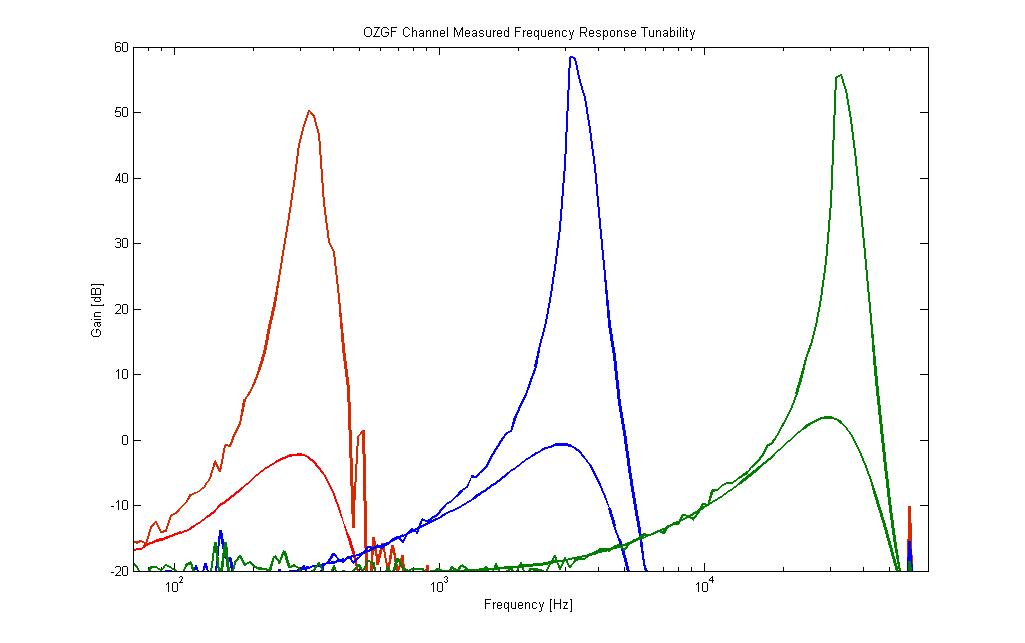 OZGF Channel Measured Frequency Response Tunability
60
50
40
30
20
10
0
-10
-20
Gain [dB]
10² 10³ 10⁴
Frequency [Hz]